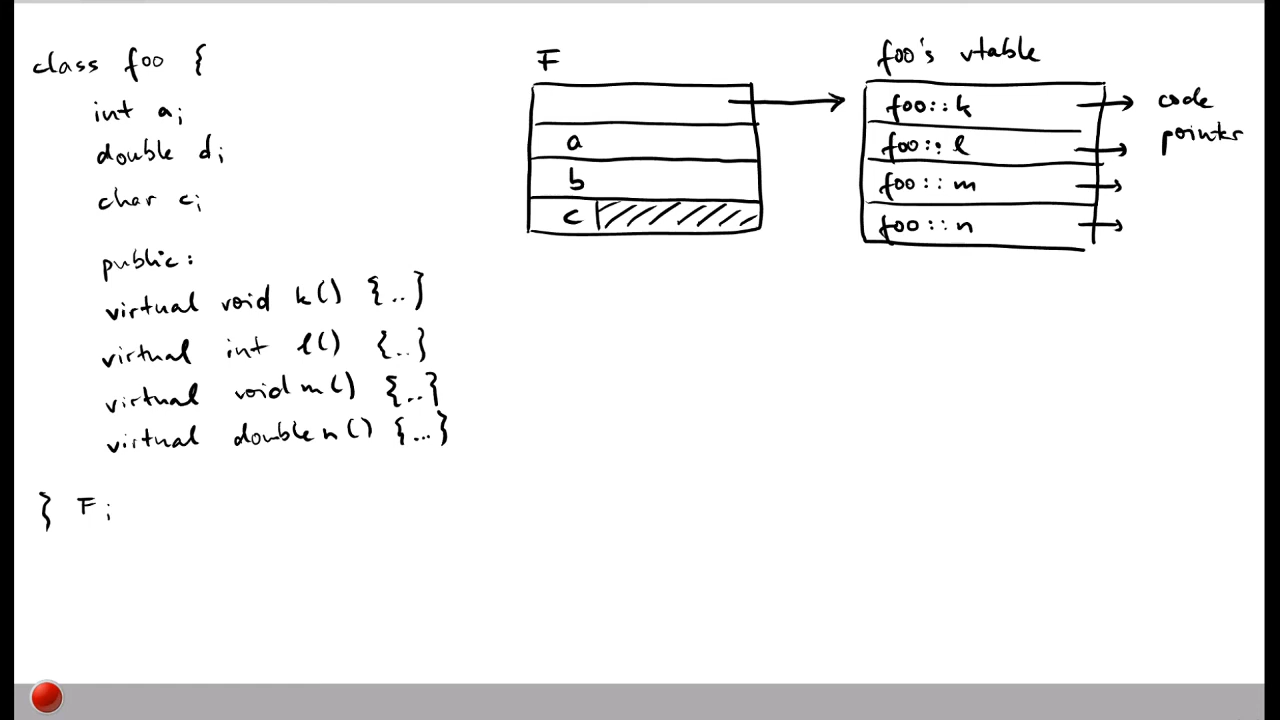 class foo {
int a;
double d;
char c;
public:
virtual void k() {..}
virtual int l() {..}
virtual void m() {..}
virtual double n() {...}
} F;
F
a
b
c
foo's vtable
foo::k
foo::l
foo::m
foo::n
code
pointer